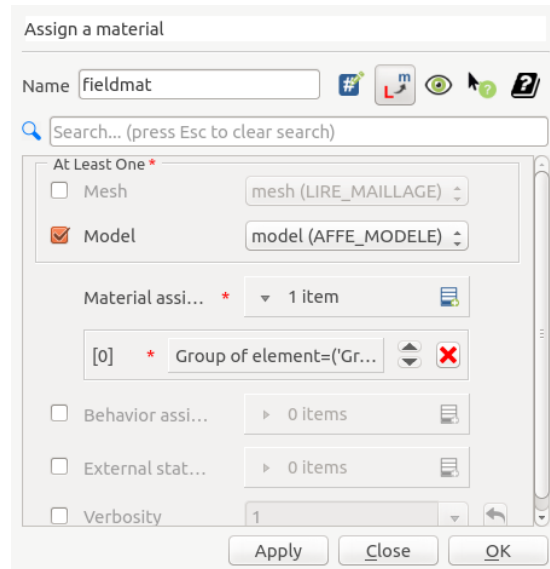 Assign a material
Name fieldmat
Search... (press Esc to clear search)
At Least One *
Mesh mesh (LIRE_MAILLAGE)
Model model (AFFE_MODELE)
Material assi... * 1 item
[0] * Group of element=('Gr...
Behavior assi... 0 items
External stat... 0 items
Verbosity 1
Apply Close OK